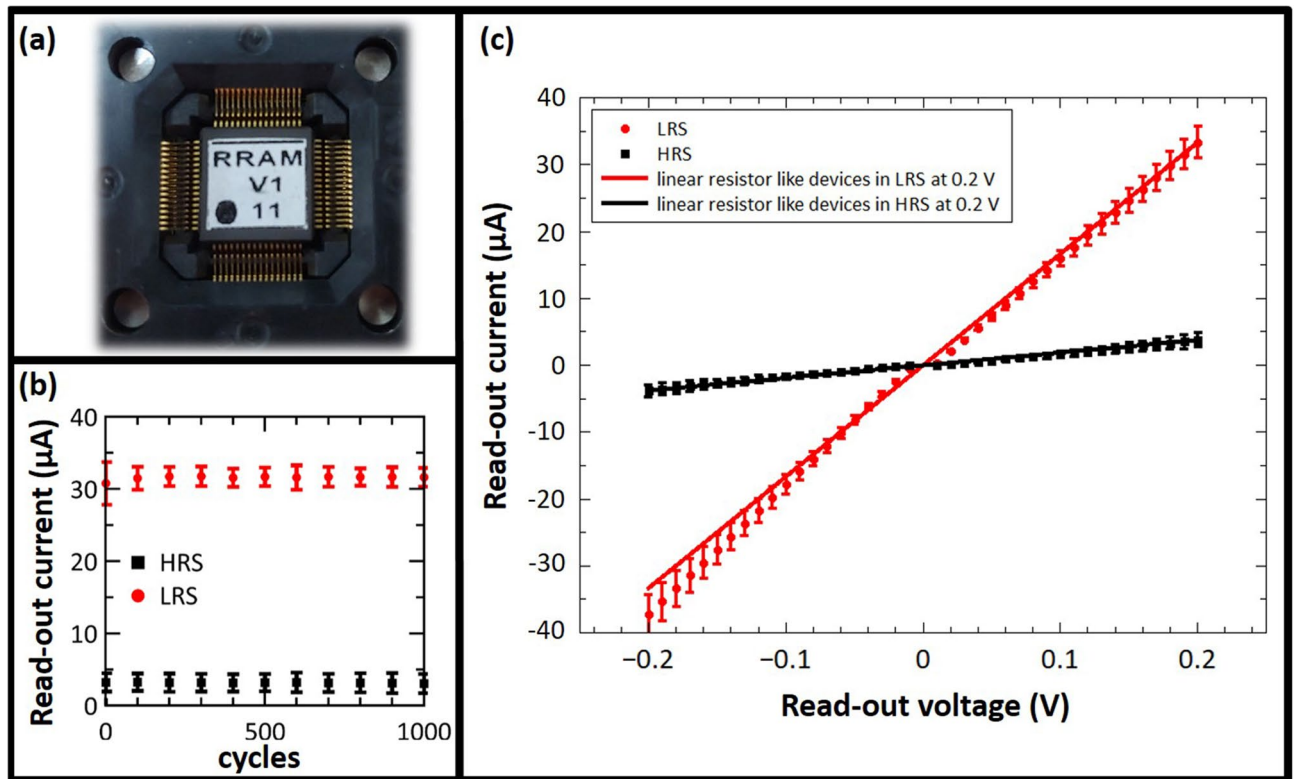 (a)
RRAM
V1
11
(b)
Read-out current (μA)
40
30
20
10
0
HRS
LRS
0
500
1000
cycles
(c)
Read-out current (μA)
40
30
20
10
0
-10
-20
-30
-40
LRS
HRS
linear resistor like devices in LRS at 0.2 V
linear resistor like devices in HRS at 0.2 V
−0.2
−0.1
0
0.1
0.2
Read-out voltage (V)